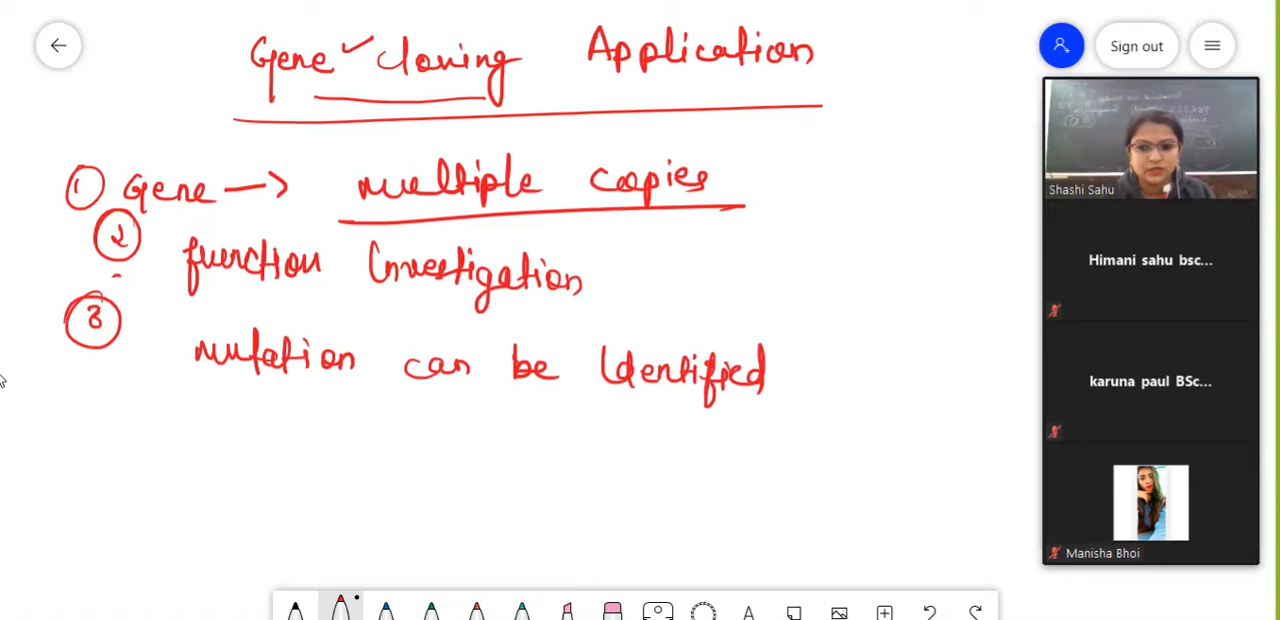 Gene cloning Application
Sign out
① Gene → multiple copies
② function Investigation
③ mutation can be Identified
Shashi Sahu
Himani sahu bsc...
karuna paul BSc...
Manisha Bhoi
A